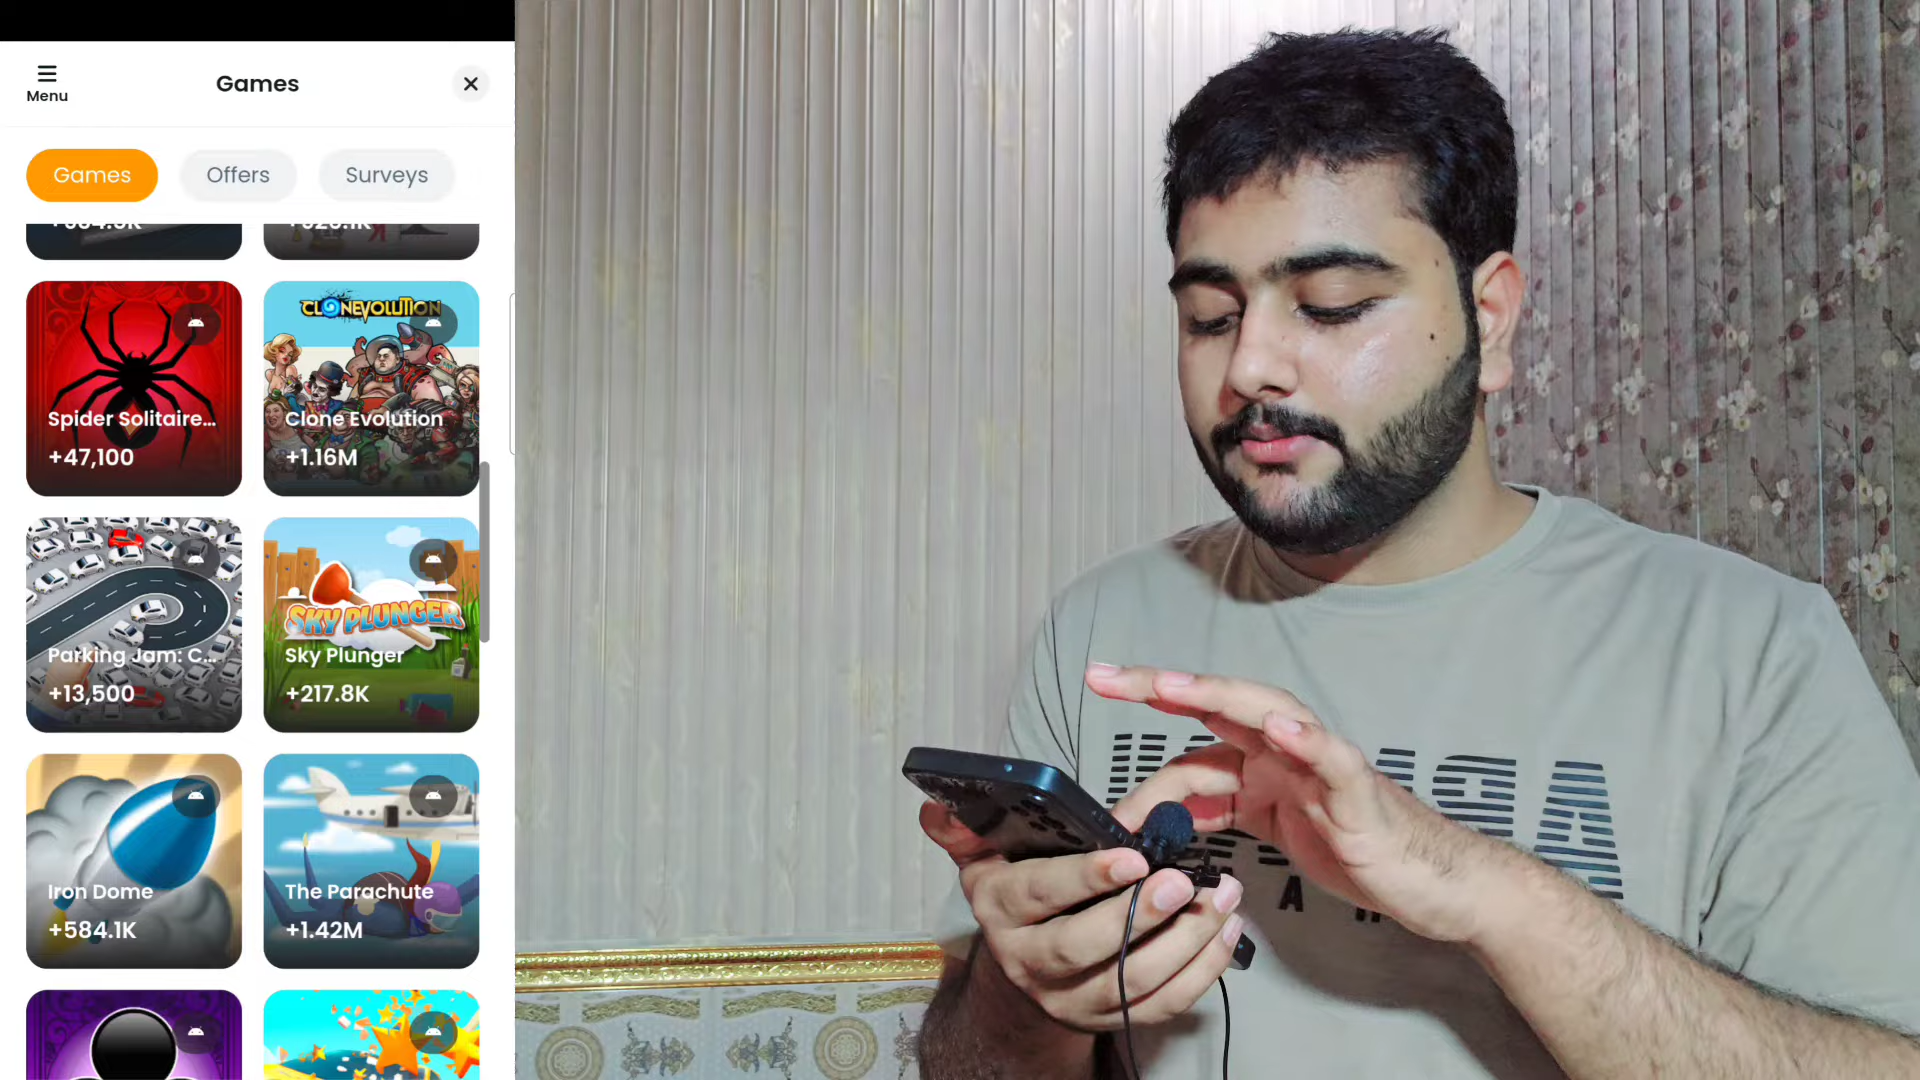 Menu
Games
Games
Offers
Surveys
CLONEVOLUTION
Spider Solitaire...
+47,100
Clone Evolution
+1.16M
SKY PLUNGER
Parking Jam: C...
+13,500
Sky Plunger
+217.8K
Iron Dome
+584.1K
The Parachute
+1.42M